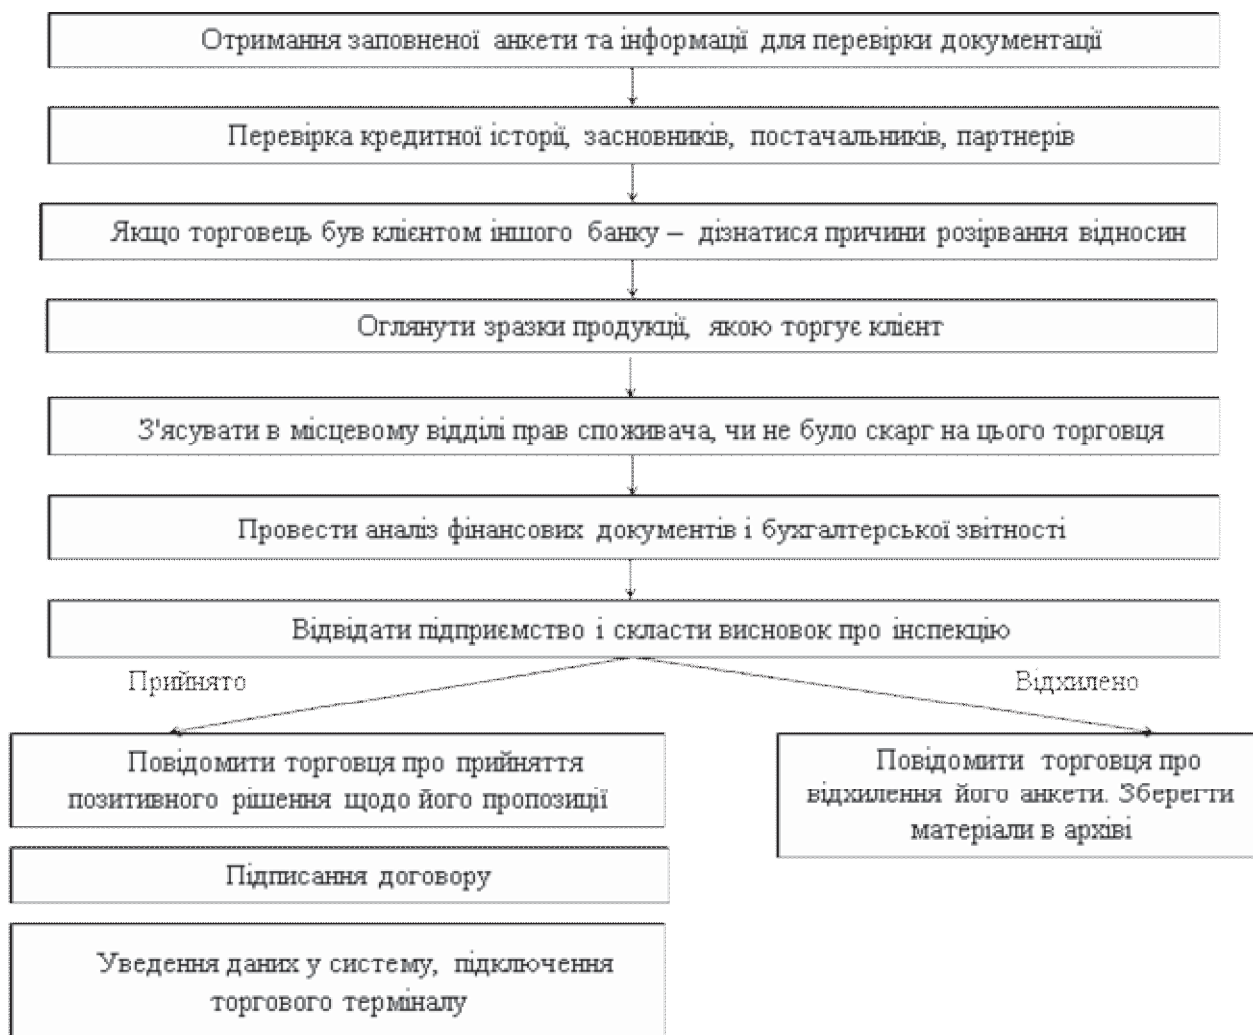 Отримання заповненої анкети та інформації для перевірки документації
Перевірка кредитної історії, засновників, постачальників, партнерів
Якщо торговець був клієнтом іншого банку – дізнатися причини розірвання відносин
Оглянути зразки продукції, якою торгує клієнт
З'ясувати в місцевому відділі прав споживача, чи не було скарг на цього торговця
Провести аналіз фінансових документів і бухгалтерської звітності
Відвідати підприємство і скласти висновок про інспекцію
Прийнято
Відхилено
Повідомити торговця про прийняття
позитивного рішення щодо його пропозиції
Підписання договору
Уведення даних у систему, підключення
торгового терміналу
Повідомити торговця про
відхилення його анкети. Зберегти
матеріали в архіві